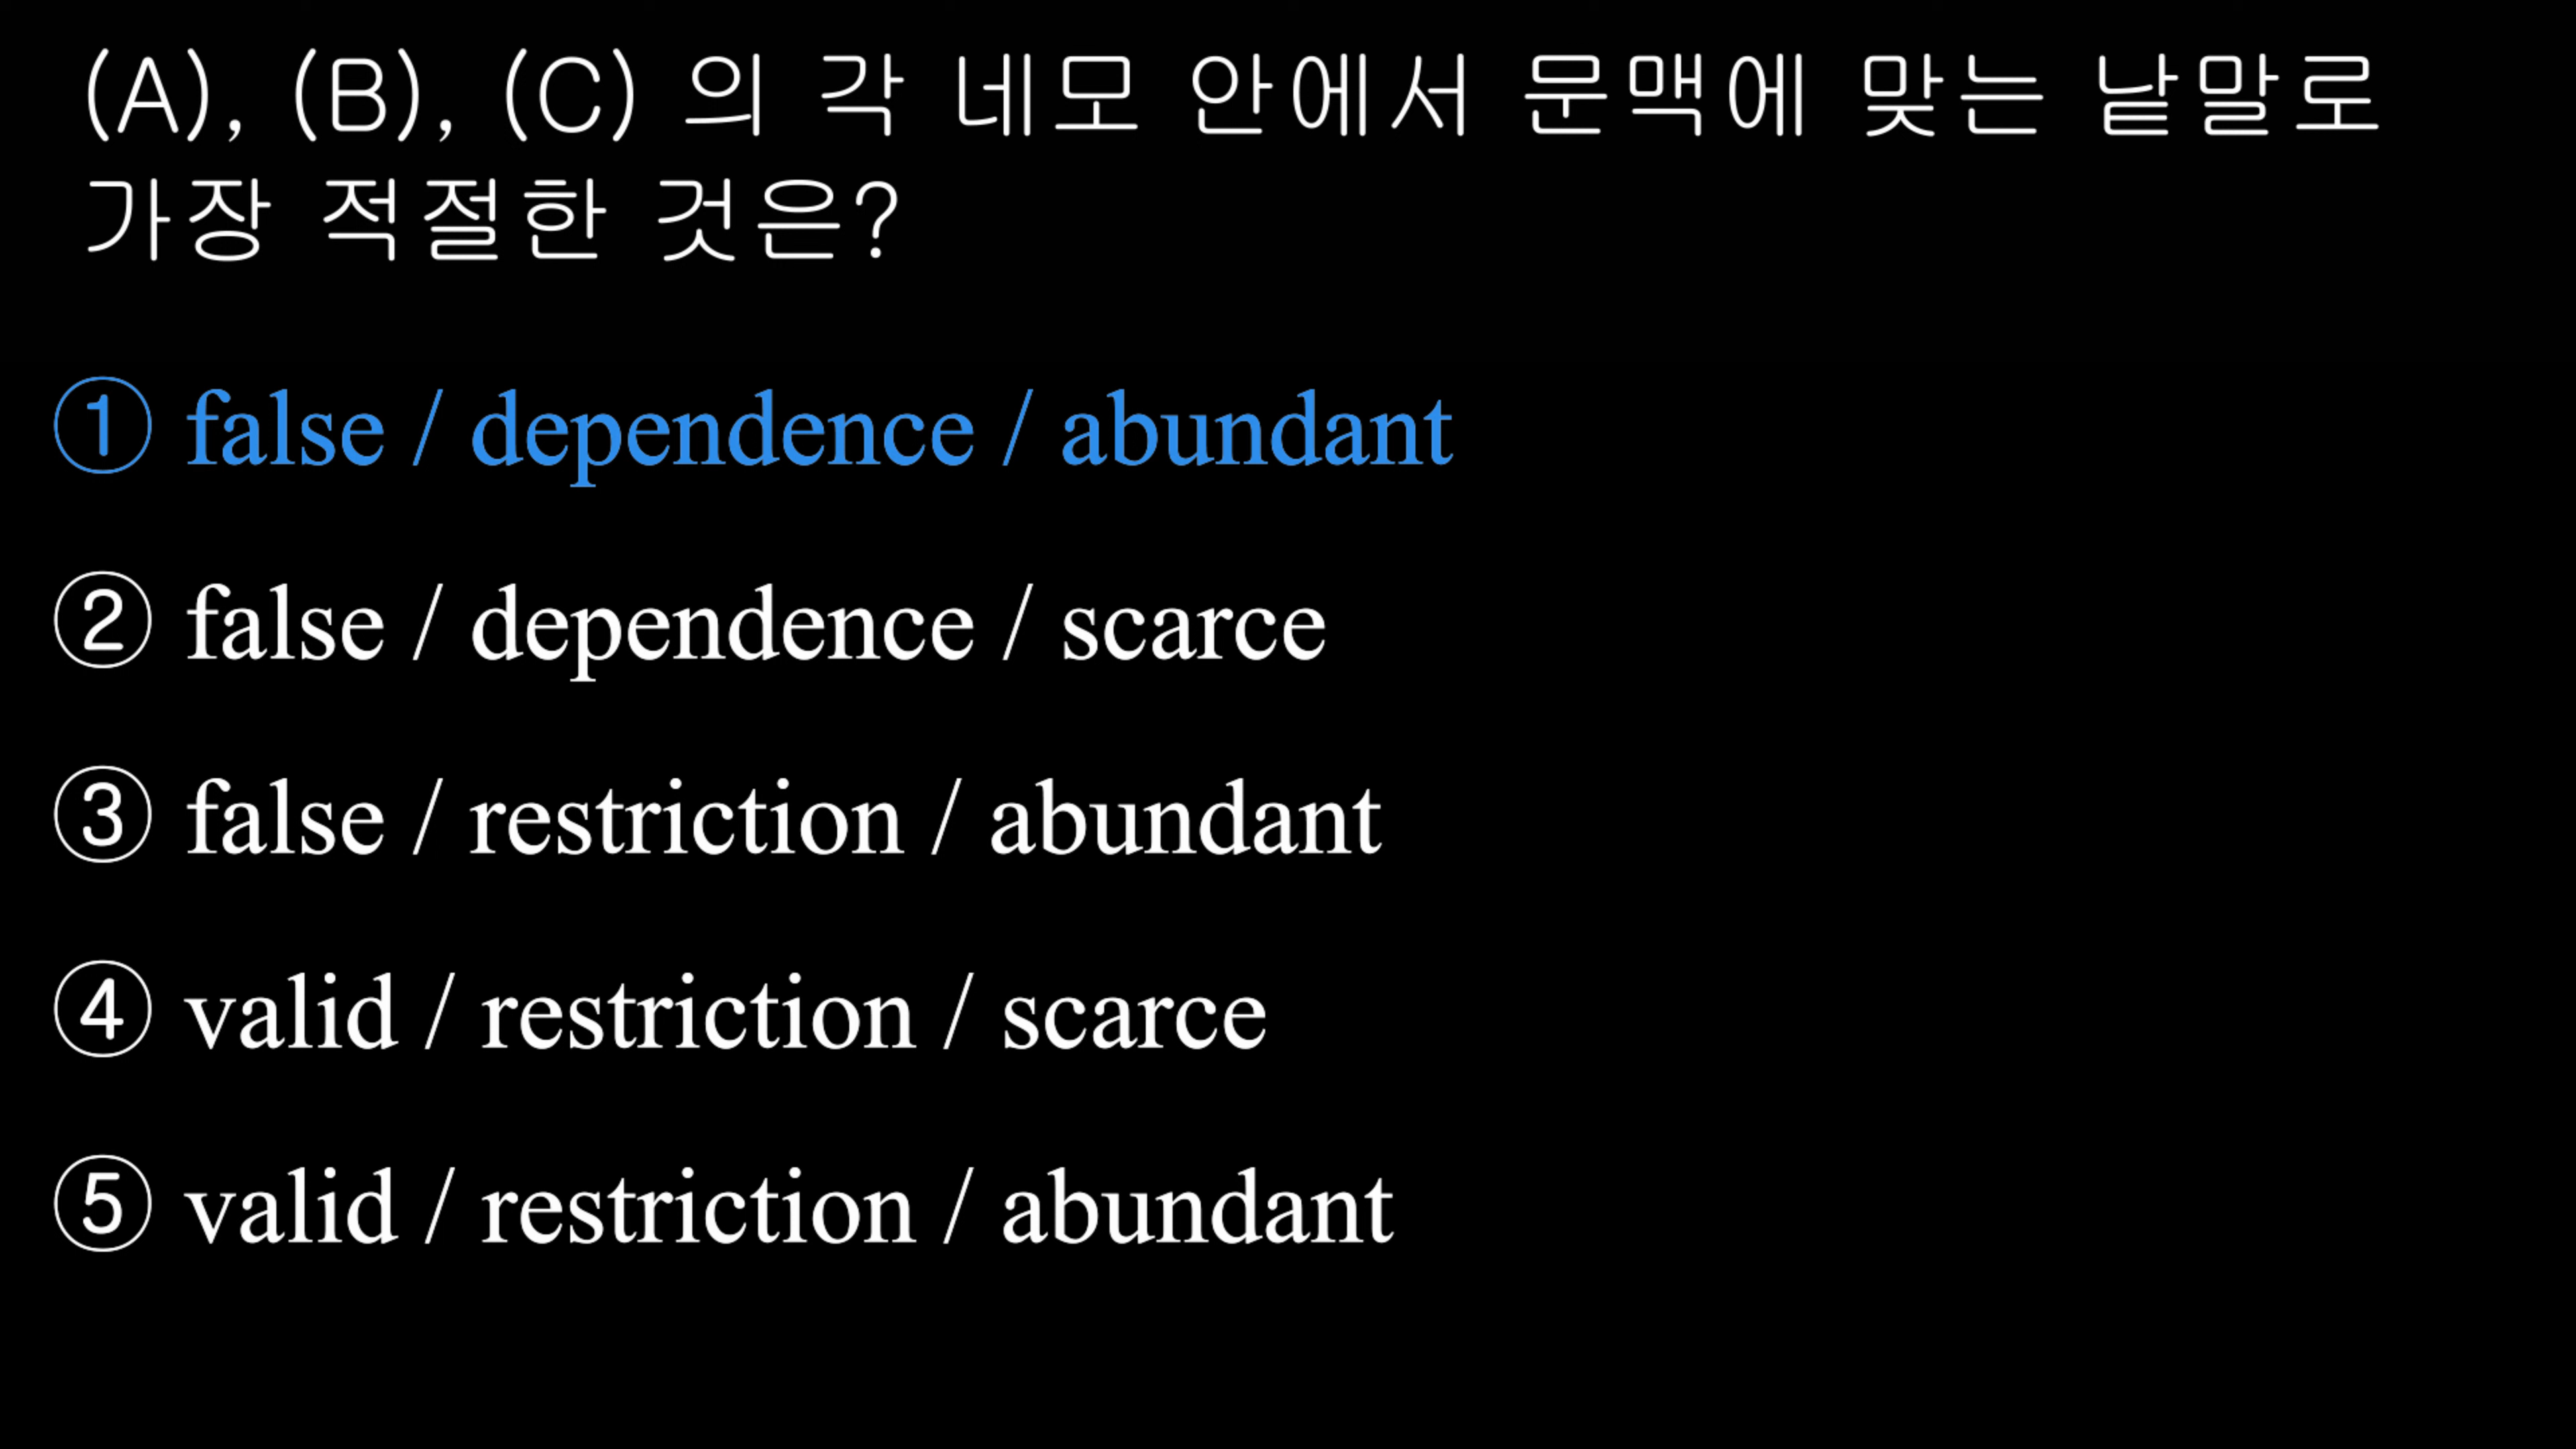 (A), (B), (C) 의 각 네모 안에서 문맥에 맞는 낱말로
가장 적절한 것은?
① false / dependence / abundant
② false / dependence / scarce
③ false / restriction / abundant
④ valid / restriction / scarce
⑤ valid / restriction / abundant